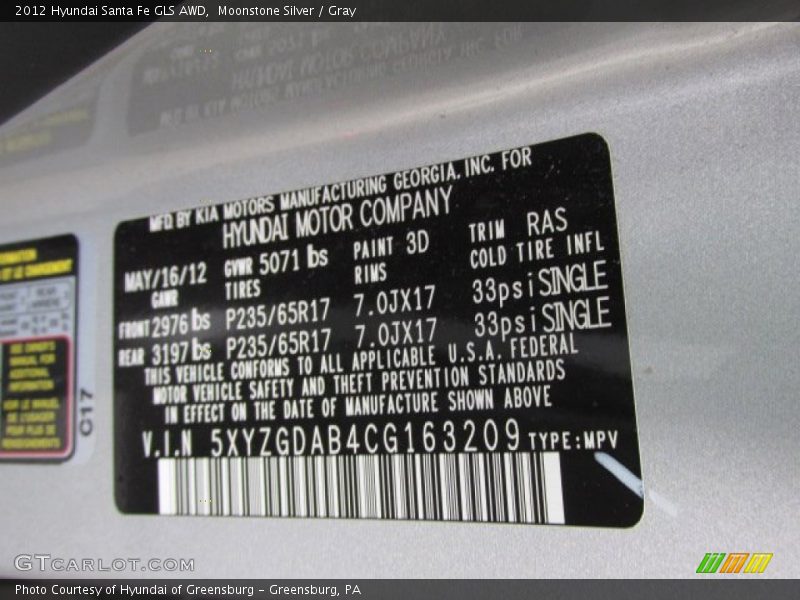 2012 Hyundai Santa Fe GLS AWD, Moonstone Silver / Gray
MFD BY KIA MOTORS MANUFACTURING GEORGIA, INC. FOR
HYUNDAI MOTOR COMPANY
MAY/16/12 GVWR 5071 lbs PAINT 3D TRIM RAS
GAWR TIRES RIMS COLD TIRE INFL
FRONT 2976 lbs P235/65R17 7.0JX17 33psi SINGLE
REAR 3197 lbs P235/65R17 7.0JX17 33psi SINGLE
THIS VEHICLE CONFORMS TO ALL APPLICABLE U.S.A. FEDERAL
MOTOR VEHICLE SAFETY AND THEFT PREVENTION STANDARDS
IN EFFECT ON THE DATE OF MANUFACTURE SHOWN ABOVE
V.I.N 5XYZGDAB4CG163209 TYPE:MPV
C17
GTCARLOT.COM
Photo Courtesy of Hyundai of Greensburg – Greensburg, PA